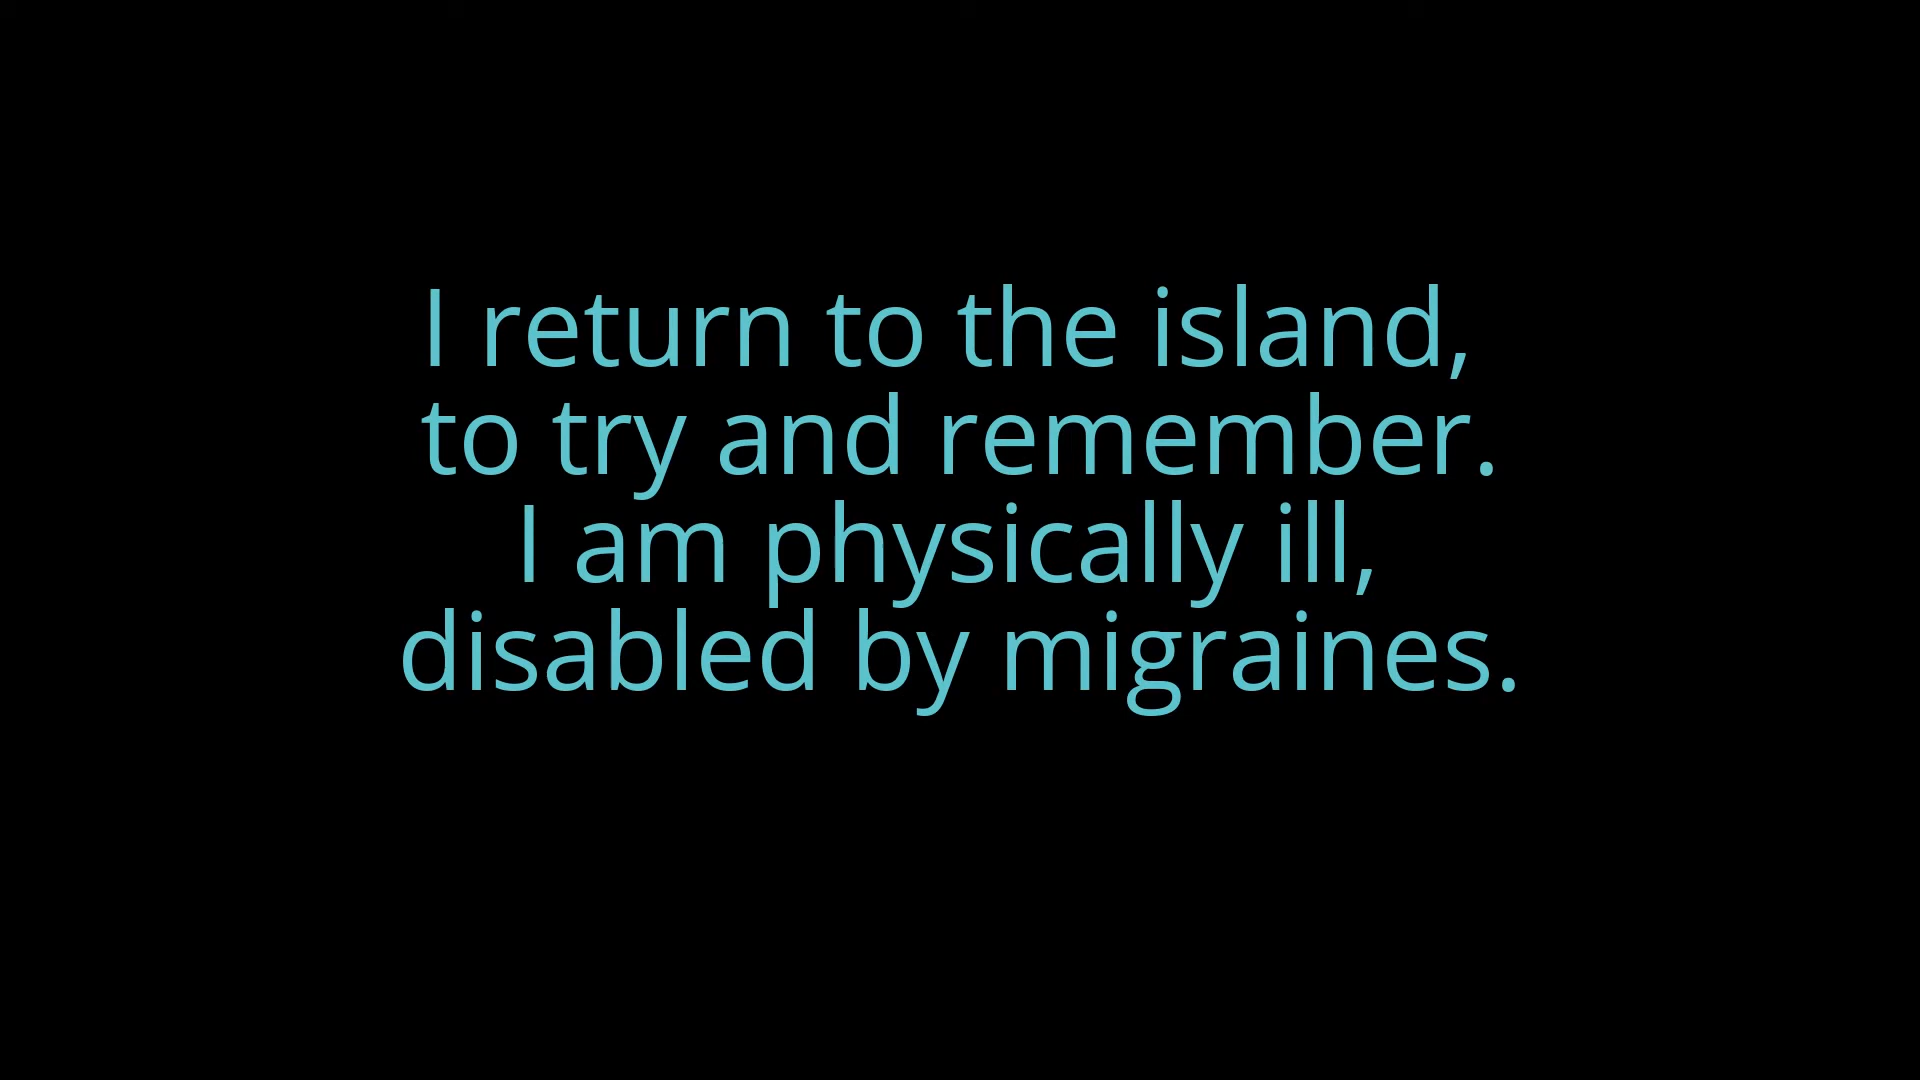 I return to the island,
to try and remember.
I am physically ill,
disabled by migraines.